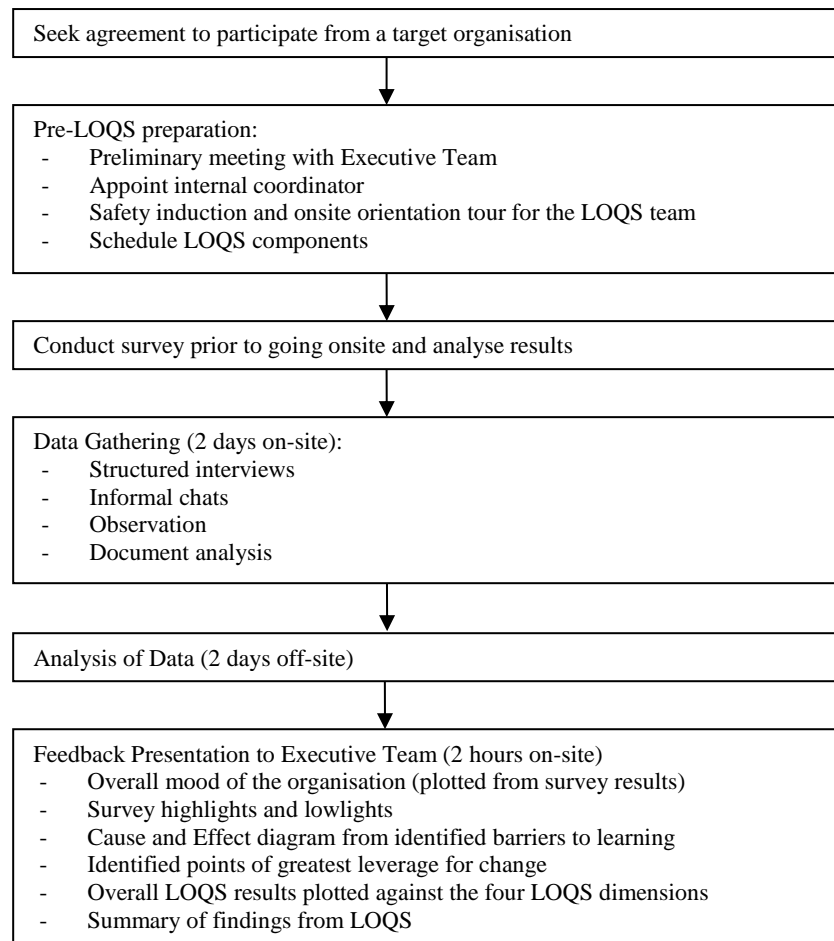 Seek agreement to participate from a target organisation
Pre-LOQS preparation:
- Preliminary meeting with Executive Team
- Appoint internal coordinator
- Safety induction and onsite orientation tour for the LOQS team
- Schedule LOQS components
Conduct survey prior to going onsite and analyse results
Data Gathering (2 days on-site):
- Structured interviews
- Informal chats
- Observation
- Document analysis
Analysis of Data (2 days off-site)
Feedback Presentation to Executive Team (2 hours on-site)
- Overall mood of the organisation (plotted from survey results)
- Survey highlights and lowlights
- Cause and Effect diagram from identified barriers to learning
- Identified points of greatest leverage for change
- Overall LOQS results plotted against the four LOQS dimensions
- Summary of findings from LOQS